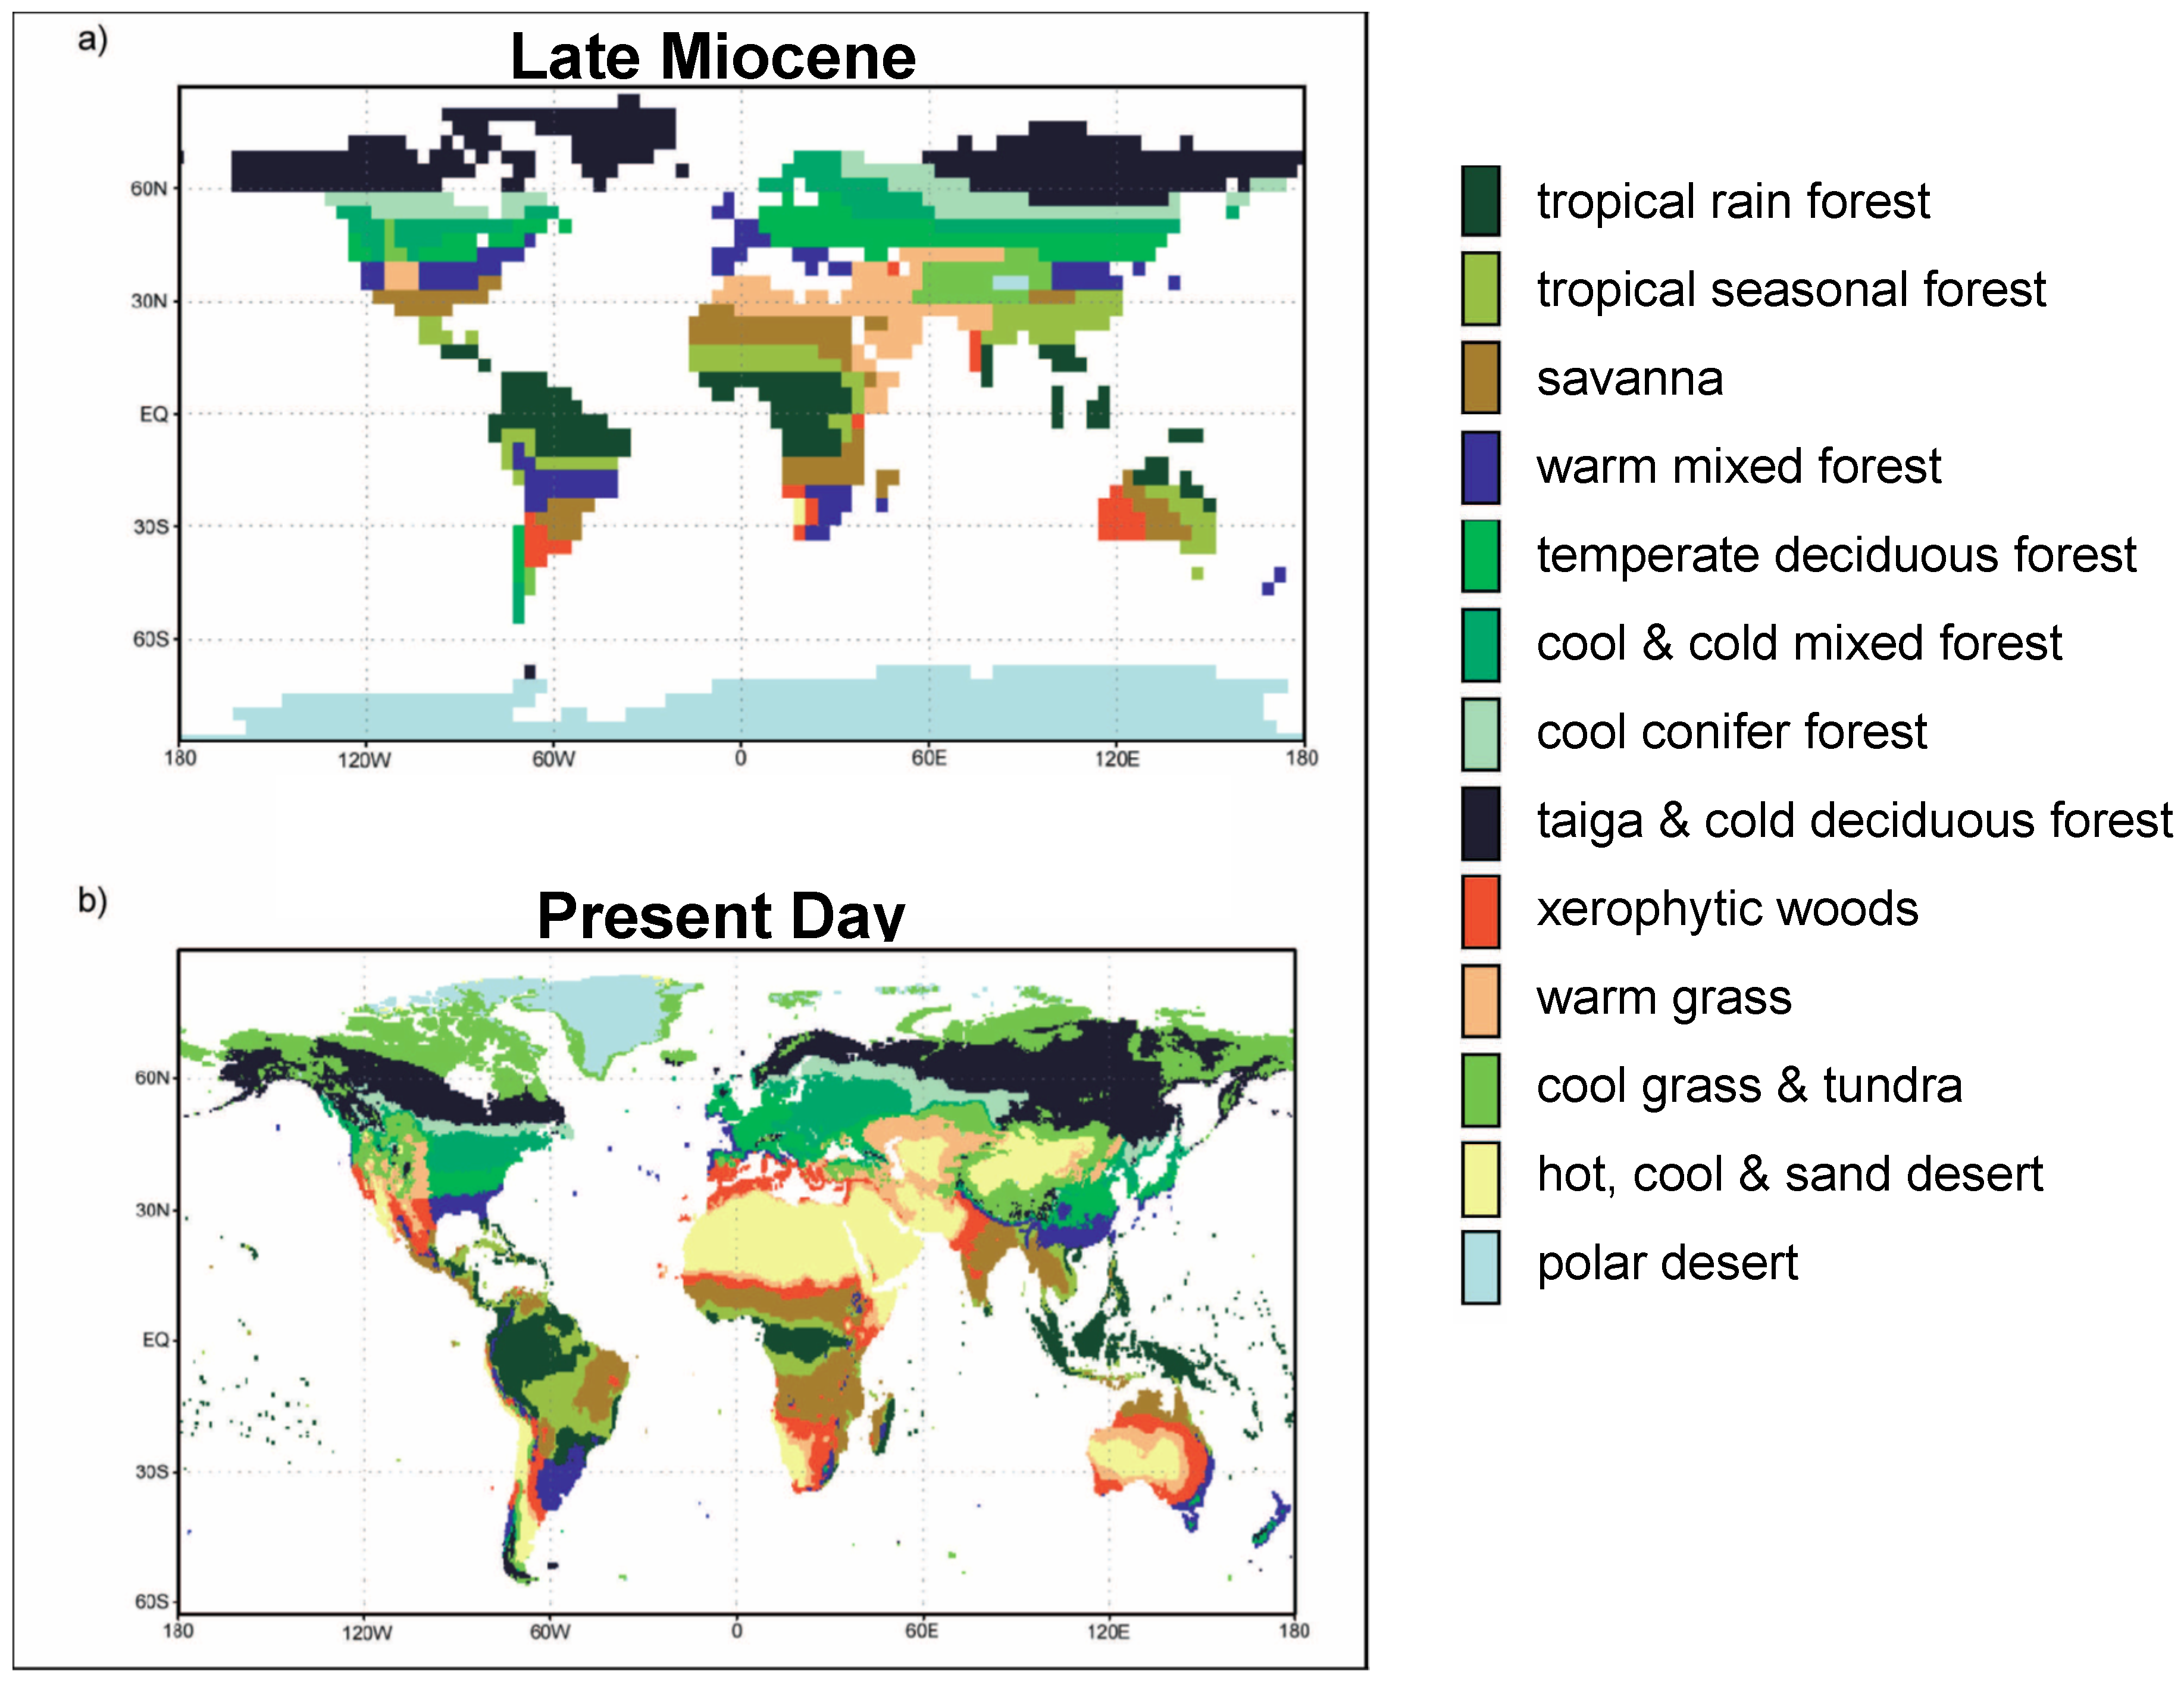 a)
Late Miocene
60N
30N
EQ
30S
60S
180 120W 60W 0 60E 120E 180
b)
Present Day
60N
30N
EQ
30S
60S
180 120W 60W 0 60E 120E 180
tropical rain forest
tropical seasonal forest
savanna
warm mixed forest
temperate deciduous forest
cool & cold mixed forest
cool conifer forest
taiga & cold deciduous forest
xerophytic woods
warm grass
cool grass & tundra
hot, cool & sand desert
polar desert